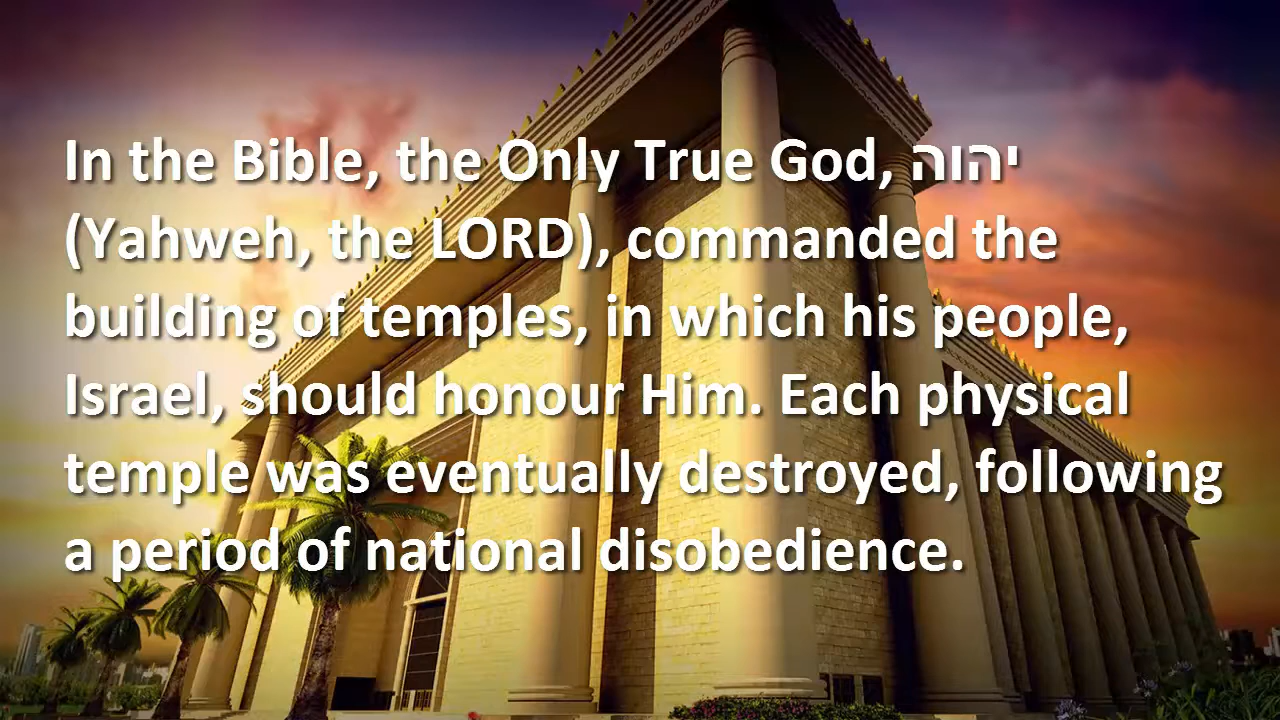 In the Bible, the Only True God, יהוה
(Yahweh, the LORD), commanded the
building of temples, in which his people,
Israel, should honour Him. Each physical
temple was eventually destroyed, following
a period of national disobedience.